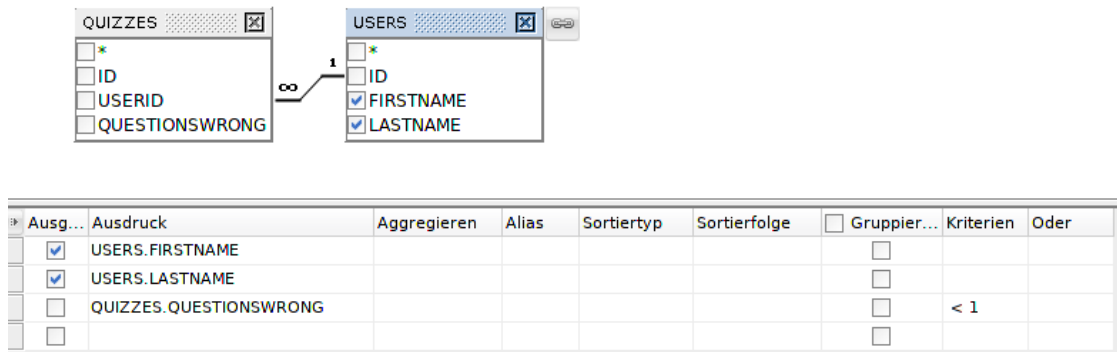 QUIZZES
*
ID
USERID
QUESTIONSWRONG
∞
1
USERS
*
ID
FIRSTNAME
LASTNAME
Ausg... Ausdruck Aggregieren Alias Sortiertyp Sortierfolge Gruppier... Kriterien Oder
USERS.FIRSTNAME
USERS.LASTNAME
QUIZZES.QUESTIONSWRONG < 1